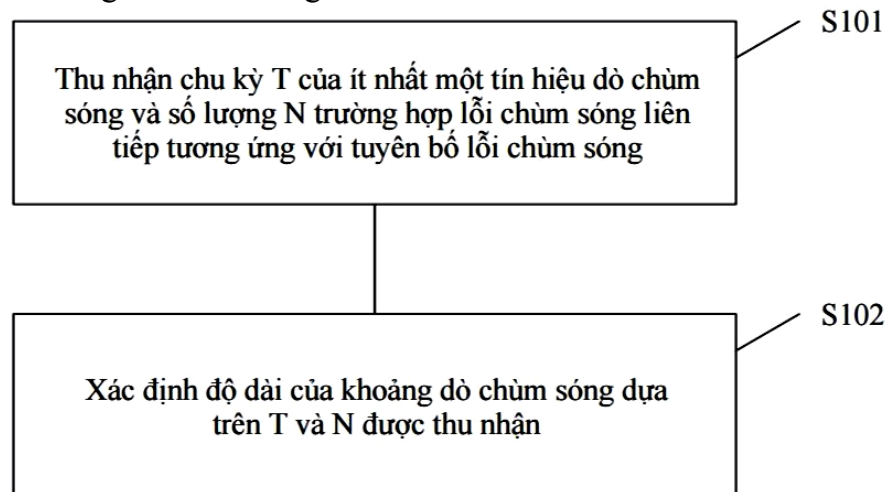 S101
Thu nhận chu kỳ T của ít nhất một tín hiệu dò chùm
sóng và số lượng N trường hợp lỗi chùm sóng liên
tiếp tương ứng với tuyên bố lỗi chùm sóng
S102
Xác định độ dài của khoảng dò chùm sóng dựa
trên T và N được thu nhận